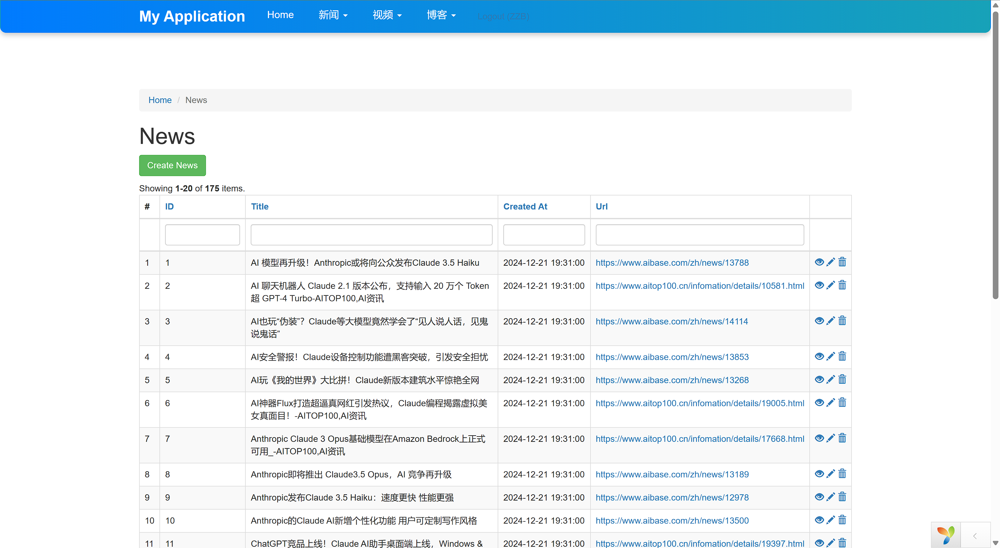 My Application Home 新闻 视频 博客 Logout (ZZB)
Home / News
News
Create News
Showing 1-20 of 175 items.
# ID Title Created At Url
1 1 AI 模型再升级！Anthropic或将向公众发布Claude 3.5 Haiku 2024-12-21 19:31:00 https://www.aibase.com/zh/news/13788
2 2 AI 聊天机器人 Claude 2.1 版本公布，支持输入 20 万个 Token 2024-12-21 19:31:00 https://www.aitop100.cn/infomation/details/10581.html
超 GPT-4 Turbo-AITOP100,AI资讯
3 3 AI也玩“伪装”？Claude等大模型竟然学会了“见人说人话，见鬼 2024-12-21 19:31:00 https://www.aibase.com/zh/news/14114
说鬼话”
4 4 AI安全警报！Claude设备控制功能遭黑客突破，引发安全担忧 2024-12-21 19:31:00 https://www.aibase.com/zh/news/13853
5 5 AI玩《我的世界》大比拼！Claude新版本建筑水平惊艳全网 2024-12-21 19:31:00 https://www.aibase.com/zh/news/13268
6 6 AI神器Flux打造超逼真网红引发热议，Claude编程揭露虚拟美 2024-12-21 19:31:00 https://www.aitop100.cn/infomation/details/19005.html
女真面目！-AITOP100,AI资讯
7 7 Anthropic Claude 3 Opus基础模型在Amazon Bedrock上正式 2024-12-21 19:31:00 https://www.aitop100.cn/infomation/details/17668.html
可用_-AITOP100,AI资讯
8 8 Anthropic即将推出 Claude3.5 Opus，AI 竞争再升级 2024-12-21 19:31:00 https://www.aibase.com/zh/news/13189
9 9 Anthropic发布Claude 3.5 Haiku：速度更快 性能更强 2024-12-21 19:31:00 https://www.aibase.com/zh/news/12978
10 10 Anthropic的Claude AI新增个性化功能 用户可定制写作风格 2024-12-21 19:31:00 https://www.aibase.com/zh/news/13500
11 11 ChatGPT竞品上线！Claude AI助手桌面端上线，Windows & 2024-12-21 19:31:00 https://www.aitop100.cn/infomation/details/19397.html